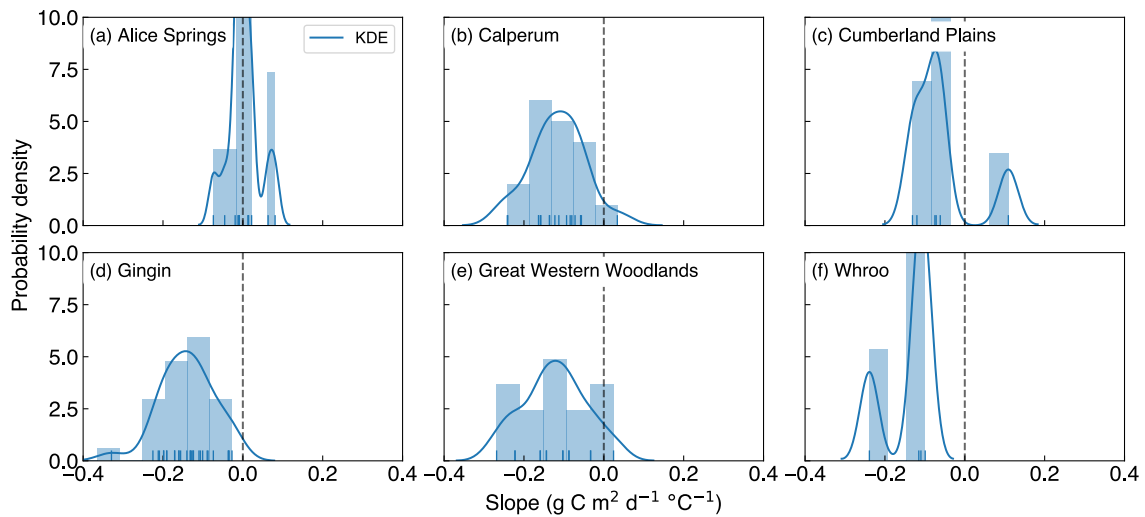 (a) Alice Springs
KDE
(b) Calperum
(c) Cumberland Plains
10.0
7.5
5.0
2.5
0.0
Probability density
(d) Gingin
(e) Great Western Woodlands
(f) Whroo
10.0
7.5
5.0
2.5
0.0
−0.4 −0.2 0.0 0.2 0.4
−0.4 −0.2 0.0 0.2 0.4
−0.4 −0.2 0.0 0.2 0.4
Slope (g C m² d⁻¹ °C⁻¹)